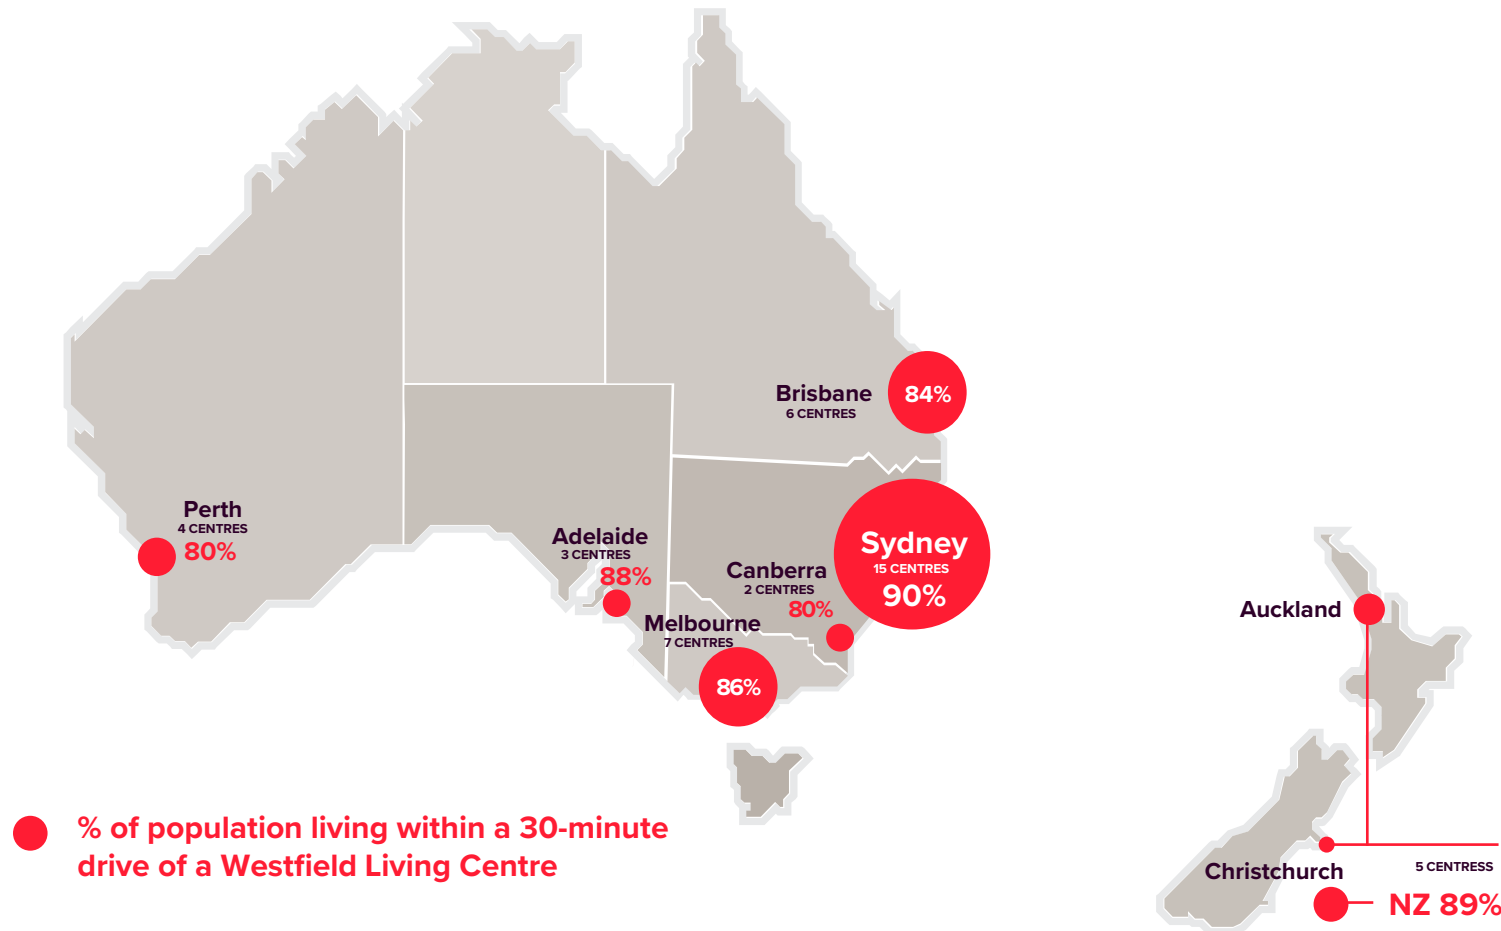 Brisbane
6 CENTRES
84%
Perth
4 CENTRES
80%
Adelaide
3 CENTRES
88%
Sydney
15 CENTRES
90%
Canberra
2 CENTRES
80%
Melbourne
7 CENTRES
86%
Auckland
Christchurch
5 CENTRESS
NZ 89%
% of population living within a 30-minute
drive of a Westfield Living Centre